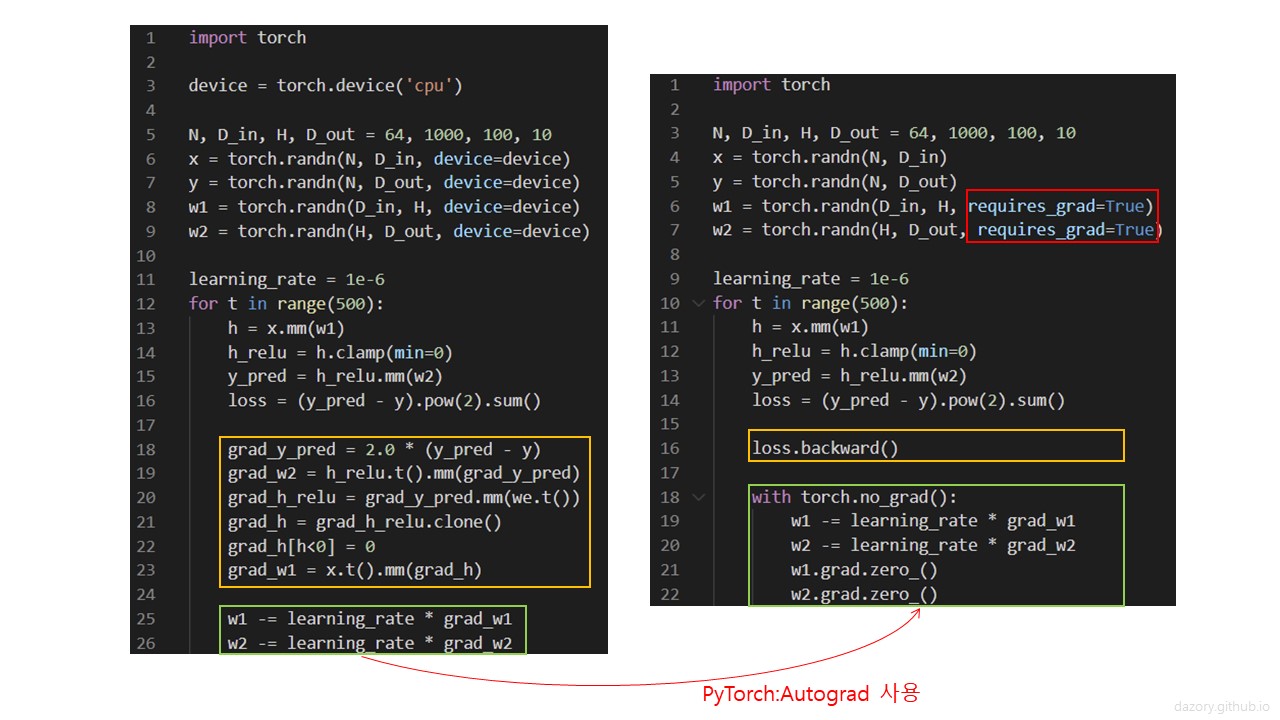 1 import torch
2
3 device = torch.device('cpu')
4
5 N, D_in, H, D_out = 64, 1000, 100, 10
6 x = torch.randn(N, D_in, device=device)
7 y = torch.randn(N, D_out, device=device)
8 w1 = torch.randn(D_in, H, device=device)
9 w2 = torch.randn(H, D_out, device=device)
10
11 learning_rate = 1e-6
12 for t in range(500):
13     h = x.mm(w1)
14     h_relu = h.clamp(min=0)
15     y_pred = h_relu.mm(w2)
16     loss = (y_pred - y).pow(2).sum()
17
18     grad_y_pred = 2.0 * (y_pred - y)
19     grad_w2 = h_relu.t().mm(grad_y_pred)
20     grad_h_relu = grad_y_pred.mm(we.t())
21     grad_h = grad_h_relu.clone()
22     grad_h[h<0] = 0
23     grad_w1 = x.t().mm(grad_h)
24
25     w1 -= learning_rate * grad_w1
26     w2 -= learning_rate * grad_w2
1 import torch
2
3 N, D_in, H, D_out = 64, 1000, 100, 10
4 x = torch.randn(N, D_in)
5 y = torch.randn(N, D_out)
6 w1 = torch.randn(D_in, H, requires_grad=True)
7 w2 = torch.randn(H, D_out, requires_grad=True)
8
9 learning_rate = 1e-6
10 for t in range(500):
11     h = x.mm(w1)
12     h_relu = h.clamp(min=0)
13     y_pred = h_relu.mm(w2)
14     loss = (y_pred - y).pow(2).sum()
15
16     loss.backward()
17
18     with torch.no_grad():
19         w1 -= learning_rate * grad_w1
20         w2 -= learning_rate * grad_w2
21         w1.grad.zero_()
22         w2.grad.zero_()
PyTorch:Autograd 사용
dazory.github.io